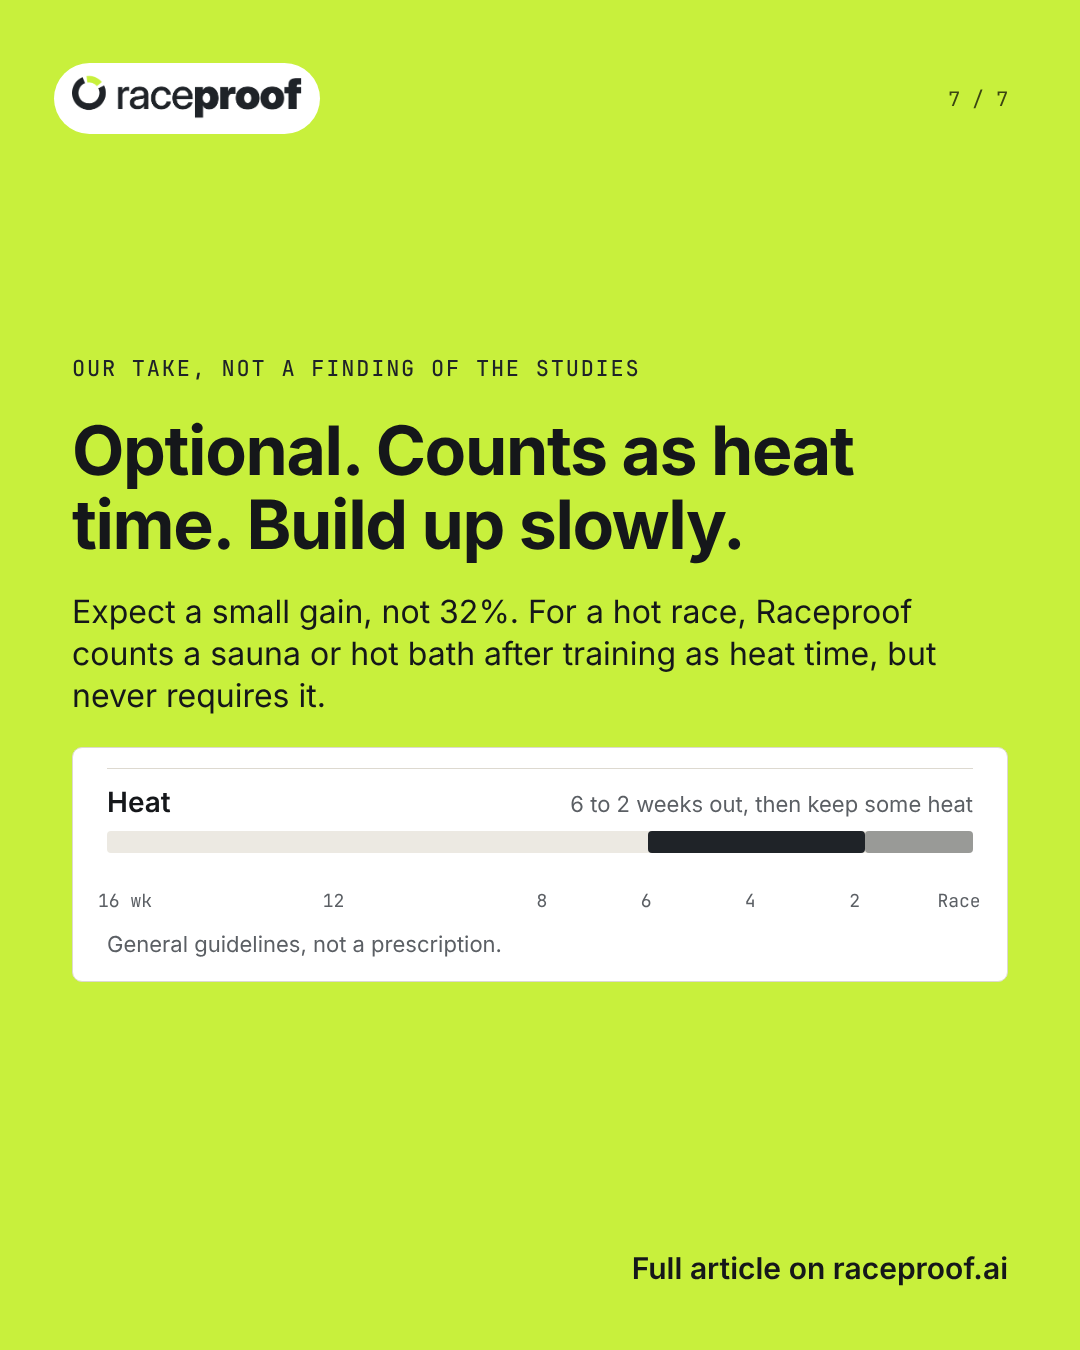 raceproof
7 / 7
OUR TAKE, NOT A FINDING OF THE STUDIES
Optional. Counts as heat
time. Build up slowly.
Expect a small gain, not 32%. For a hot race, Raceproof
counts a sauna or hot bath after training as heat time, but
never requires it.
Heat
6 to 2 weeks out, then keep some heat
16 wk 12 8 6 4 2 Race
General guidelines, not a prescription.
Full article on raceproof.ai